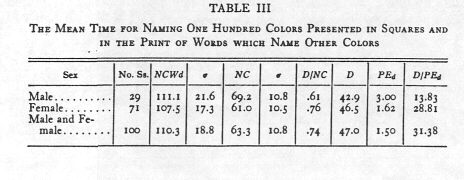 TABLE III
THE MEAN TIME FOR NAMING ONE HUNDRED COLORS PRESENTED IN SQUARES AND
IN THE PRINT OF WORDS WHICH NAME OTHER COLORS
Sex No. Ss. NCWd σ NC σ D/NC D PEd D/PEd
Male.......... 29 111.1 21.6 69.2 10.8 .61 42.9 3.00 13.83
Female........ 71 107.5 17.3 61.0 10.5 .76 46.5 1.62 28.81
Male and Fe-
male......... 100 110.3 18.8 63.3 10.8 .74 47.0 1.50 31.38